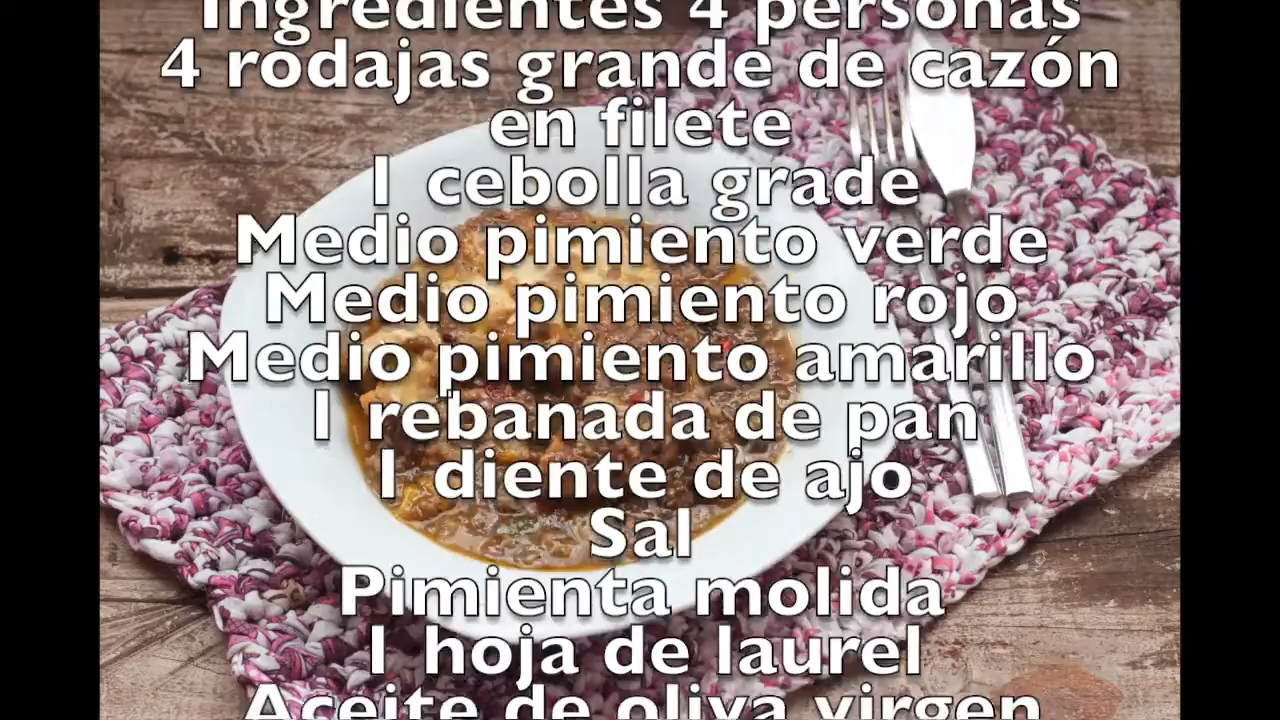 Ingredientes 4 personas
4 rodajas grande de cazón
en filete
1 cebolla grade
Medio pimiento verde
Medio pimiento rojo
Medio pimiento amarillo
1 rebanada de pan
1 diente de ajo
Sal
Pimienta molida
1 hoja de laurel
Aceite de oliva virgen